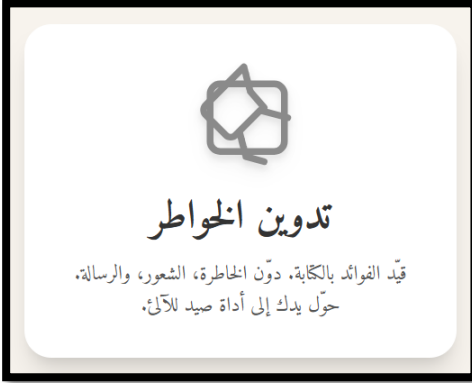 تدوين الخواطر
قيّد الفوائد بالكتابة. دوّن الخاطرة، الشعور، والرسالة.
حوّل يدك إلى أداة صيد للآلئ.